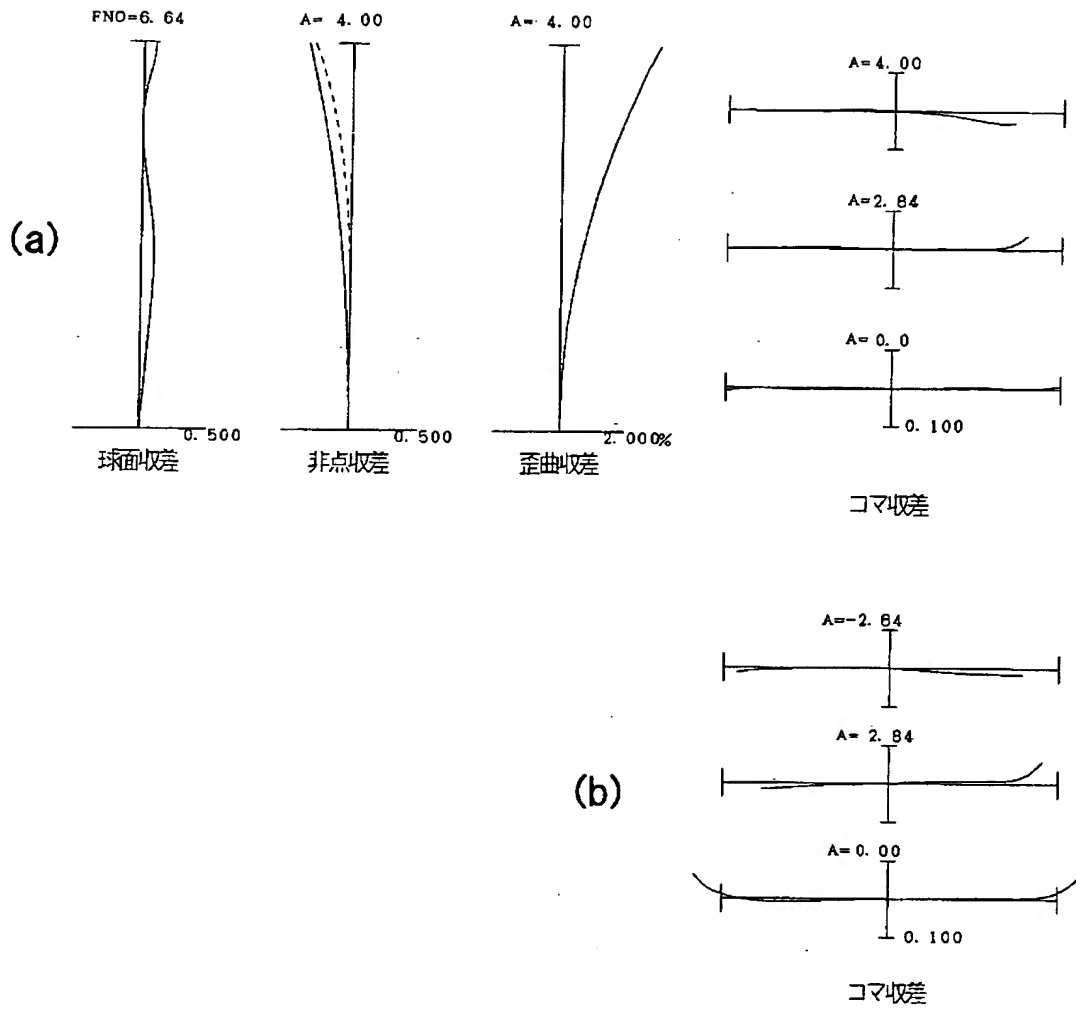 (a)
FNO=6. 64
0. 500
球面収差
A= 4. 00
0. 500
非点収差
A= 4. 00
2. 000%
歪曲収差
A=4. 00
A=2. 84
A=0. 0
0. 100
コマ収差
(b)
A=-2. 84
A= 2. 84
A=0. 00
0. 100
コマ収差